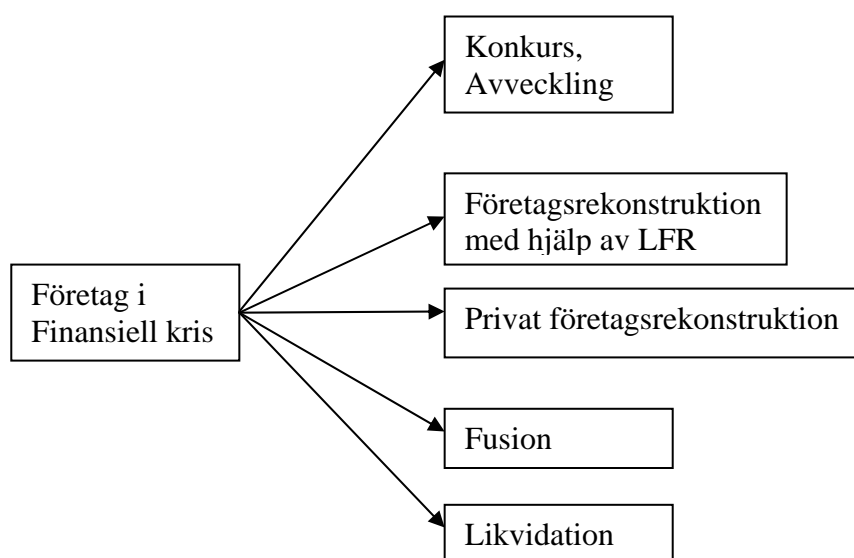 Företag i
Finansiell kris
Konkurs,
Avveckling
Företagsrekonstruktion
med hjälp av LFR
Privat företagsrekonstruktion
Fusion
Likvidation